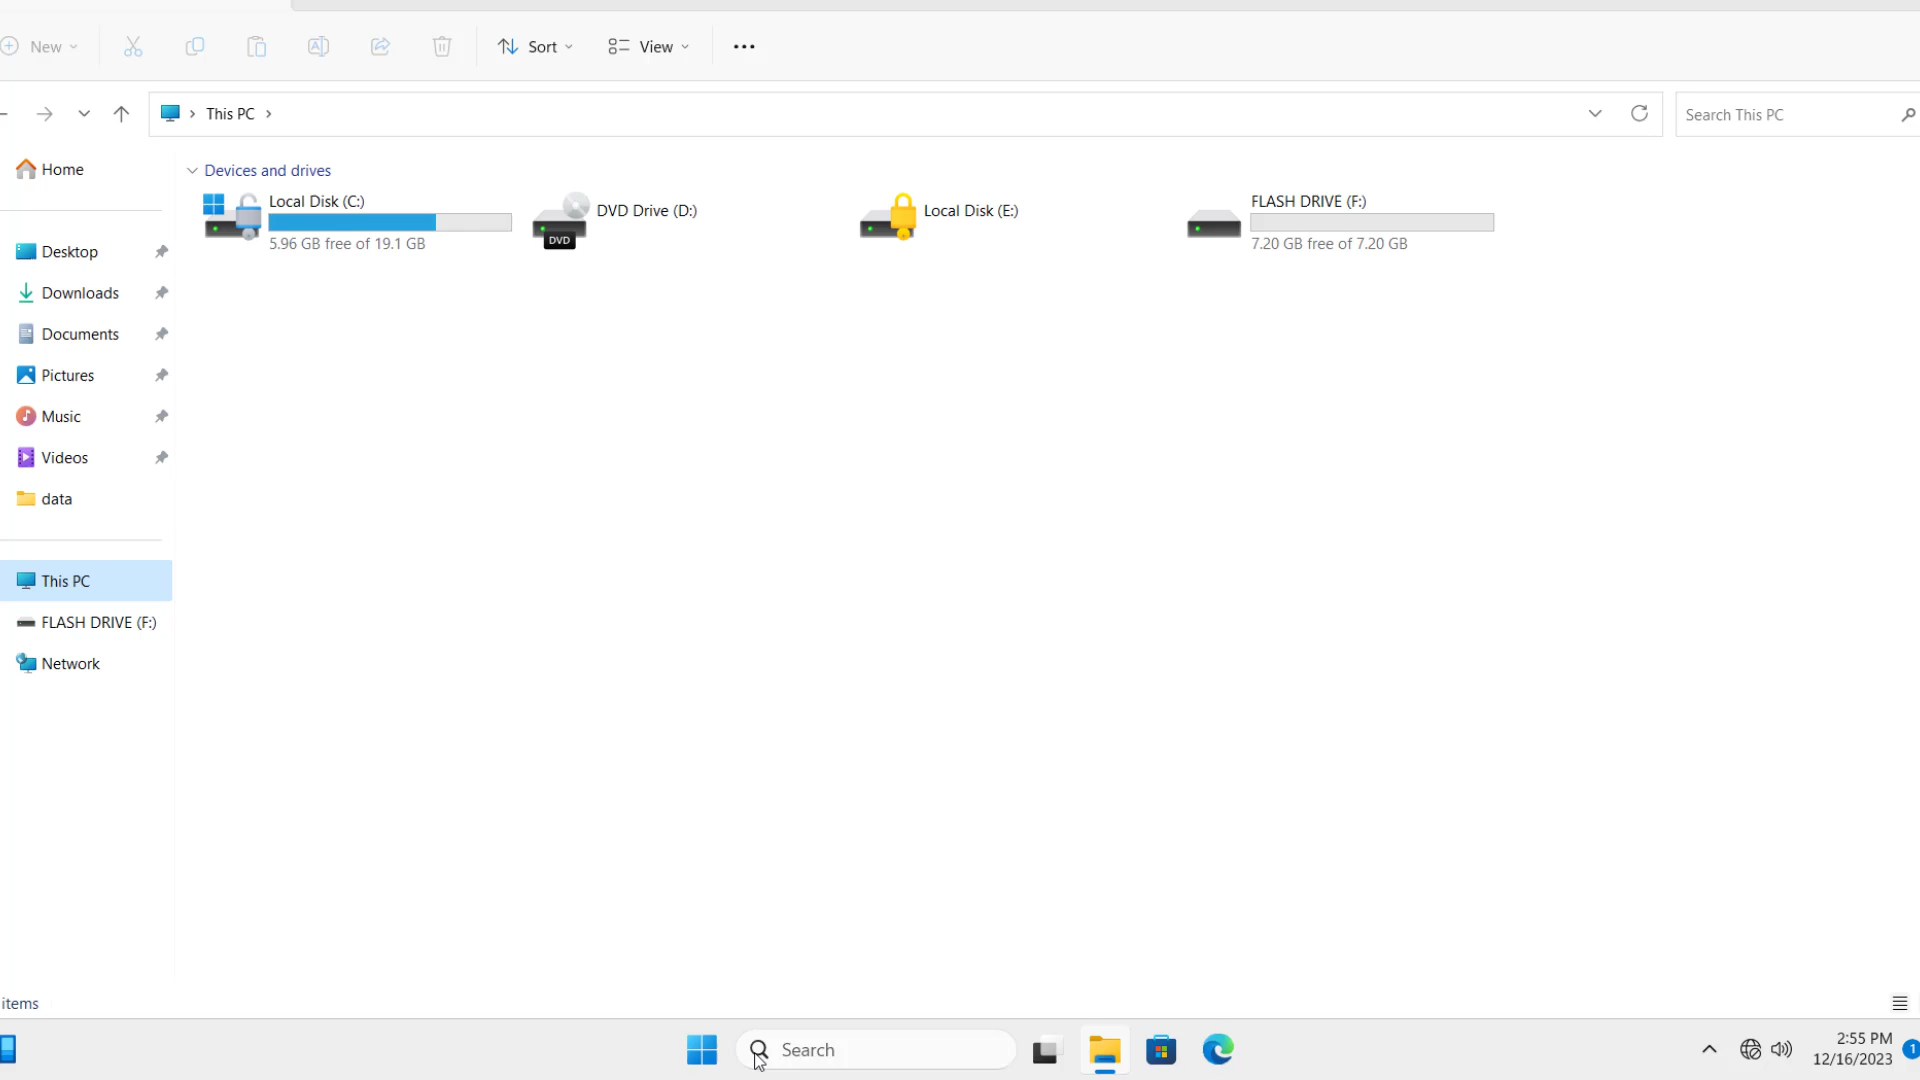 New
Sort
View
This PC
Search This PC
Home
Desktop
Downloads
Documents
Pictures
Music
Videos
data
This PC
FLASH DRIVE (F:)
Network
Devices and drives
Local Disk (C:)
5.96 GB free of 19.1 GB
DVD
DVD Drive (D:)
Local Disk (E:)
FLASH DRIVE (F:)
7.20 GB free of 7.20 GB
items
Search
2:55 PM
12/16/2023
1